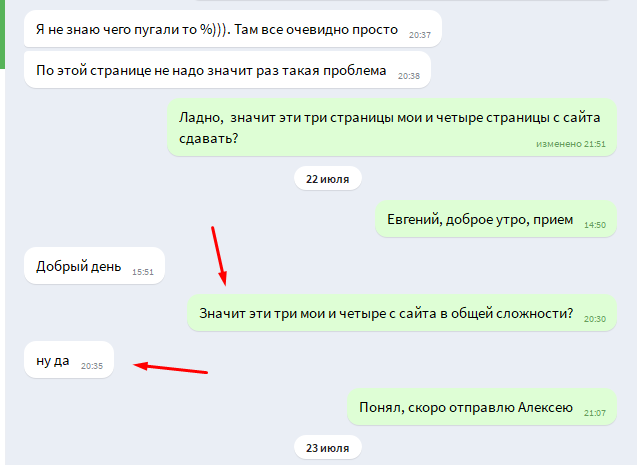 Я не знаю чего пугали то %))). Там все очевидно просто 20:37
По этой странице не надо значит раз такая проблема 20:38
Ладно, значит эти три страницы мои и четыре страницы с сайта
сдавать?
изменено 21:51
22 июля
Евгений, доброе утро, прием 14:50
Добрый день 15:51
Значит эти три мои и четыре с сайта в общей сложности? 20:30
ну да 20:35
Понял, скоро отправлю Алексею 21:07
23 июля